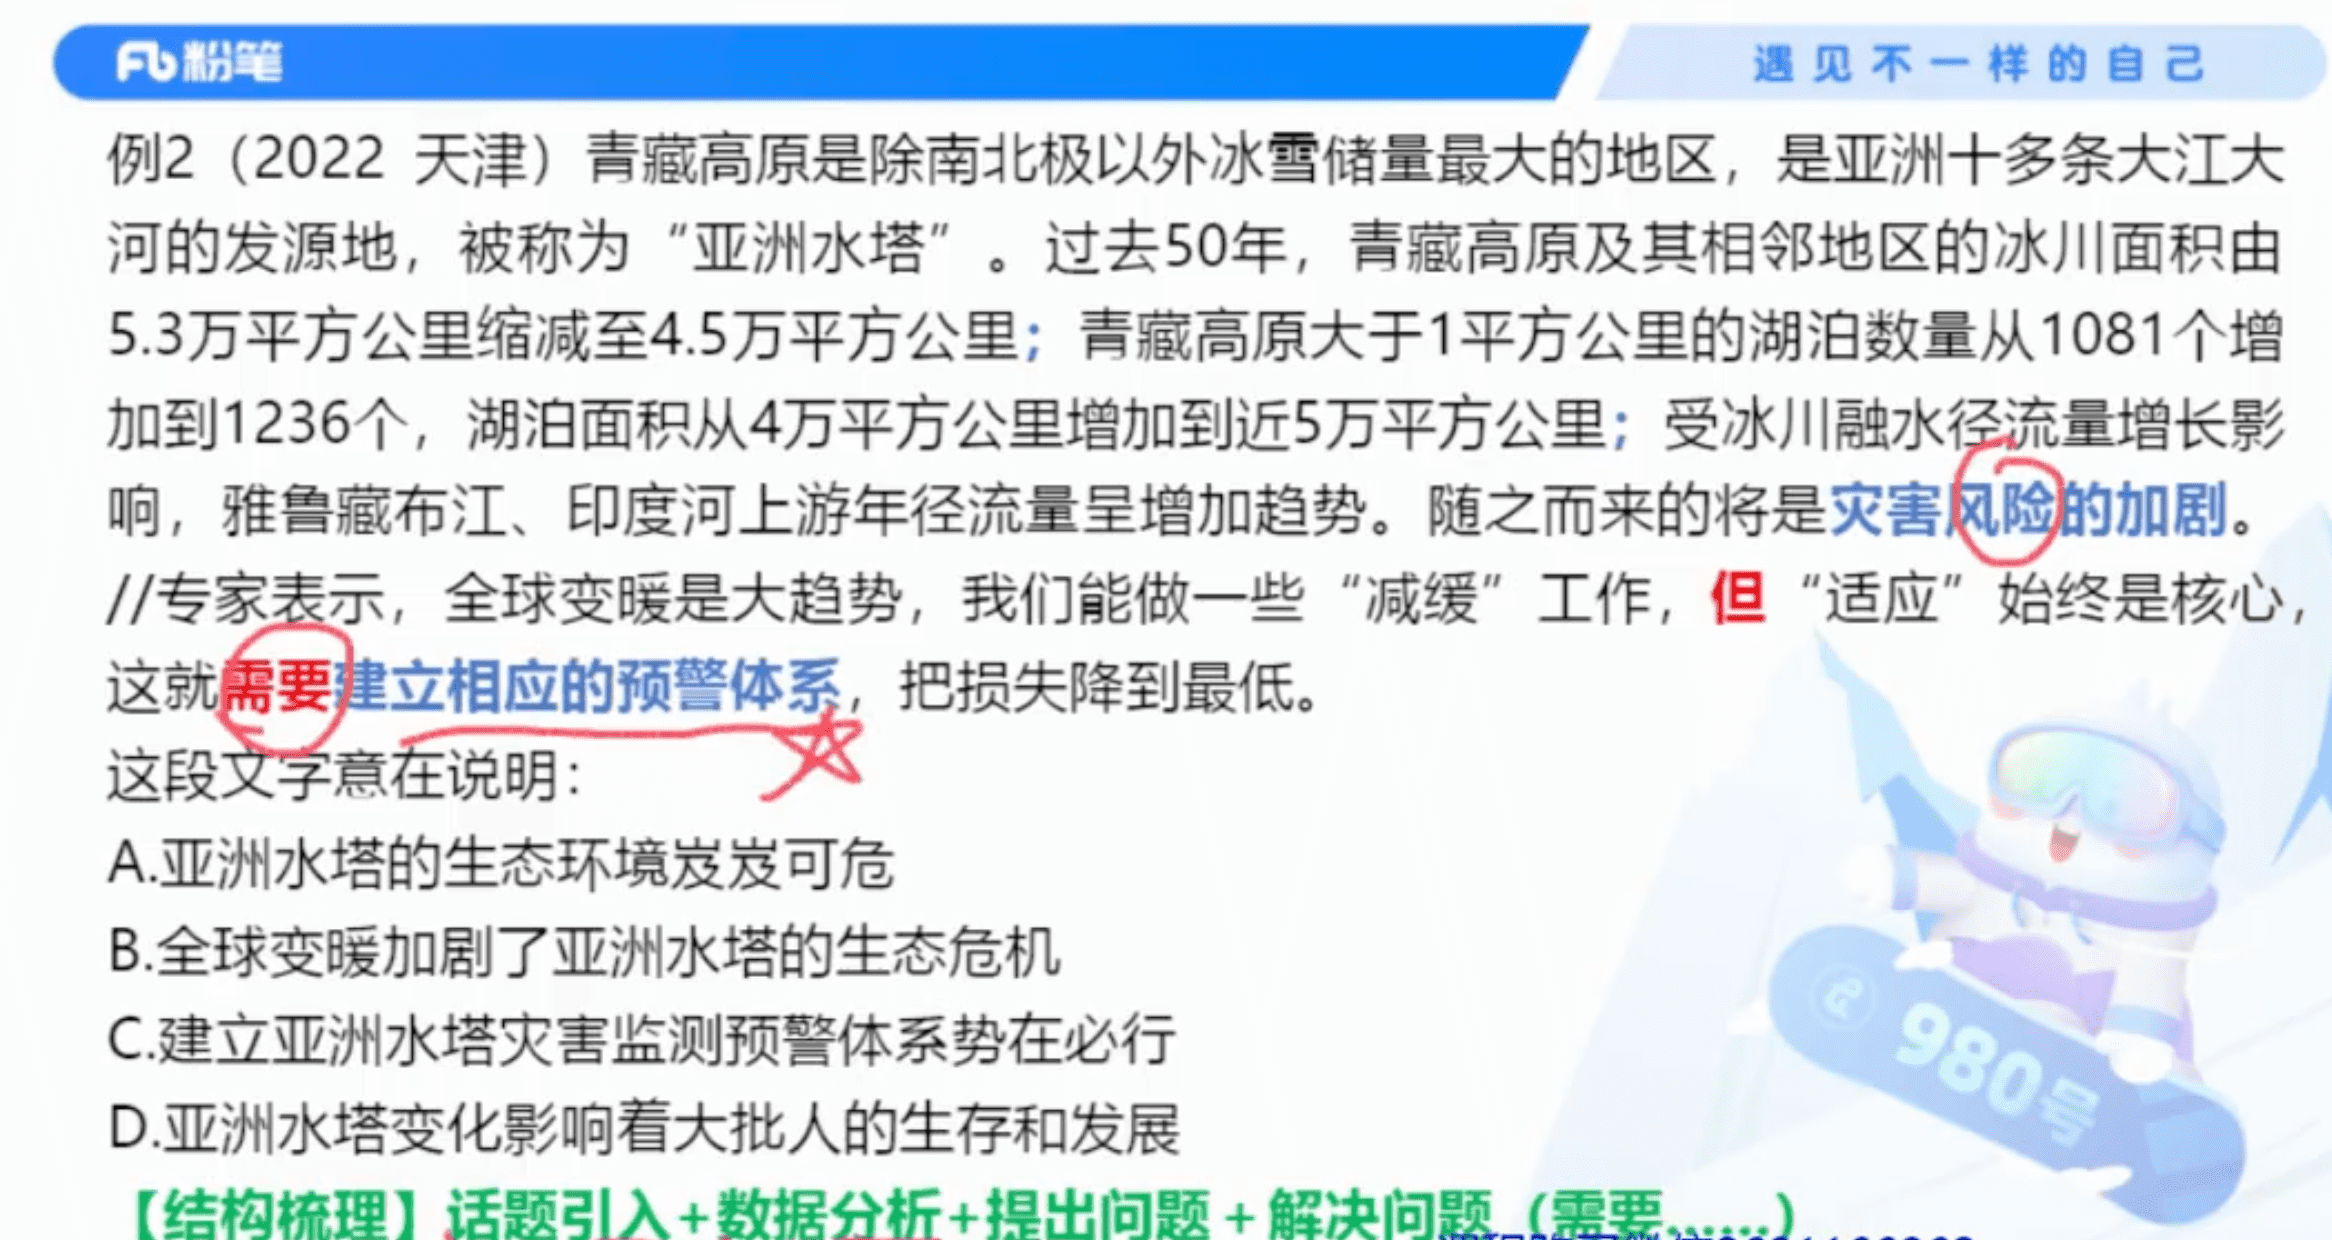 粉笔
遇见不一样的自己
例2（2022 天津）青藏高原是除南北极以外冰雪储量最大的地区，是亚洲十多条大江大
河的发源地，被称为“亚洲水塔”。过去50年，青藏高原及其相邻地区的冰川面积由
5.3万平方公里缩减至4.5万平方公里；青藏高原大于1平方公里的湖泊数量从1081个增
加到1236个，湖泊面积从4万平方公里增加到近5万平方公里；受冰川融水径流量增长影
响，雅鲁藏布江、印度河上游年径流量呈增加趋势。随之而来的将是灾害风险的加剧。
//专家表示，全球变暖是大趋势，我们能做一些“减缓”工作，但“适应”始终是核心，
这就需要建立相应的预警体系，把损失降到最低。
这段文字意在说明：
A.亚洲水塔的生态环境岌岌可危
B.全球变暖加剧了亚洲水塔的生态危机
C.建立亚洲水塔灾害监测预警体系势在必行
D.亚洲水塔变化影响着大批人的生存和发展
980号
【结构梳理】话题引入+数据分析+提出问题+解决问题（需要……）